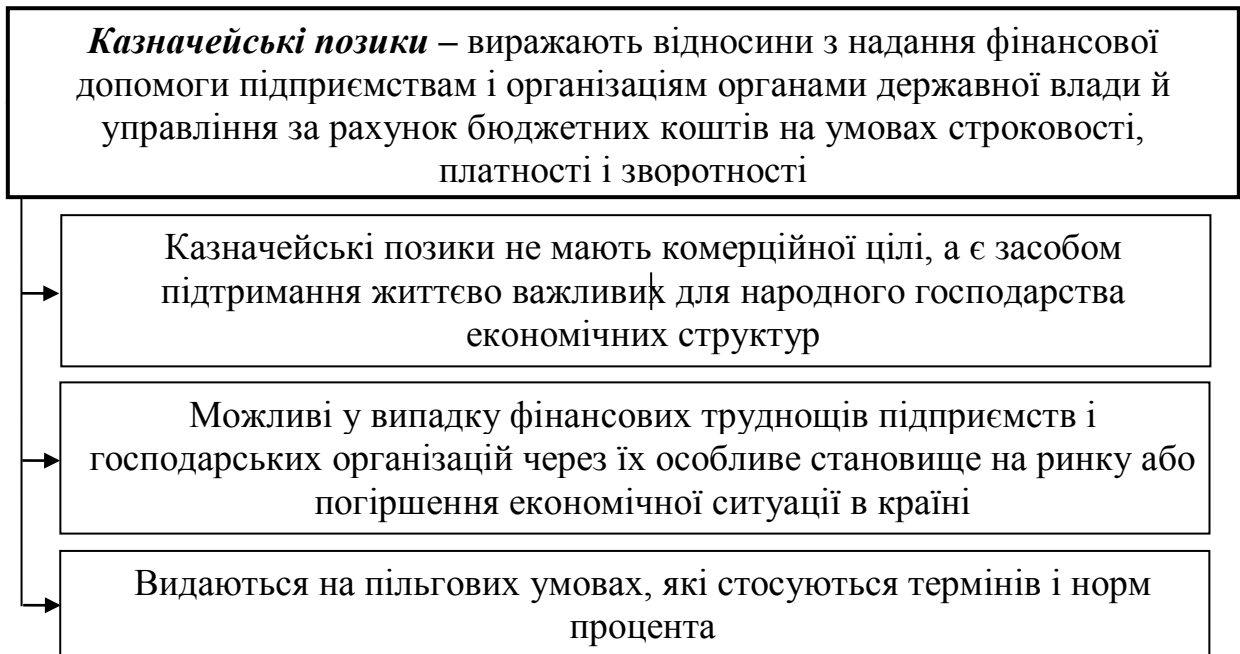 Казначейські позики – виражають відносини з надання фінансової
допомоги підприємствам і організаціям органами державної влади й
управління за рахунок бюджетних коштів на умовах строковості,
платності і зворотності
Казначейські позики не мають комерційної цілі, а є засобом
підтримання життєво важливих для народного господарства
економічних структур
Можливі у випадку фінансових труднощів підприємств і
господарських організацій через їх особливе становище на ринку або
погіршення економічної ситуації в країні
Видаються на пільгових умовах, які стосуються термінів і норм
процента